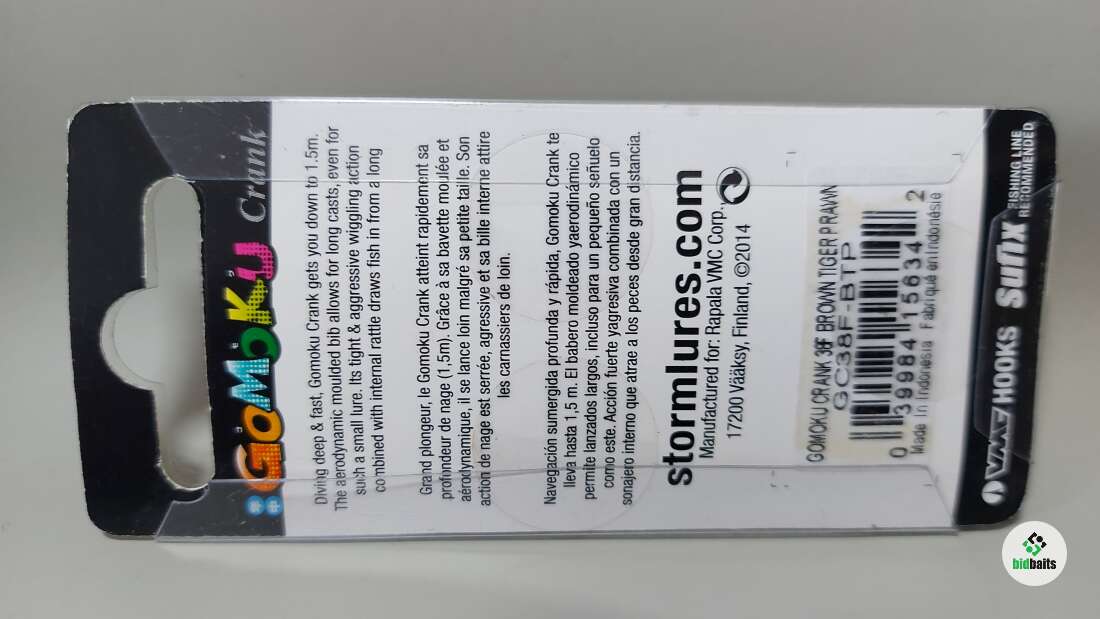 GOMOKU Crank
Diving deep & fast, Gomoku Crank gets you down to 1.5m.
The aerodynamic moulded bib allows for long casts, even for
such a small lure. Its tight & aggressive wiggling action
combined with internal rattle draws fish in from a long
Grand plongeur, le Gomoku Crank atteint rapidement sa
profondeur de nage (1,5m). Grâce à sa bavette moulée et
aérodynamique, il se lance loin malgré sa petite taille. Son
action de nage est serrée, agressive et sa bille interne attire
les carnassiers de loin.
Navegación sumergida profunda y rápida, Gomoku Crank te
lleva hasta 1,5 m. El babero moldeado yaerodinámico
permite lanzados largos, incluso para un pequeño señuelo
como este. Acción fuerte yagresiva combinada con un
sonajero interno que atrae a los peces desde gran distancia.
stormlures.com
Manufactured for: Rapala VMC Corp.,
17200 Vääksy, Finland, ©2014
GOMOKU CRANK 38F BROWN TIGER PRAWN
GC38F-BTP
0 39984 15634 2
Made in Indonesia Fabriqué en Indonésie
VMC HOOKS Sufix FISHING LINE
RECOMMENDED
bidbaits